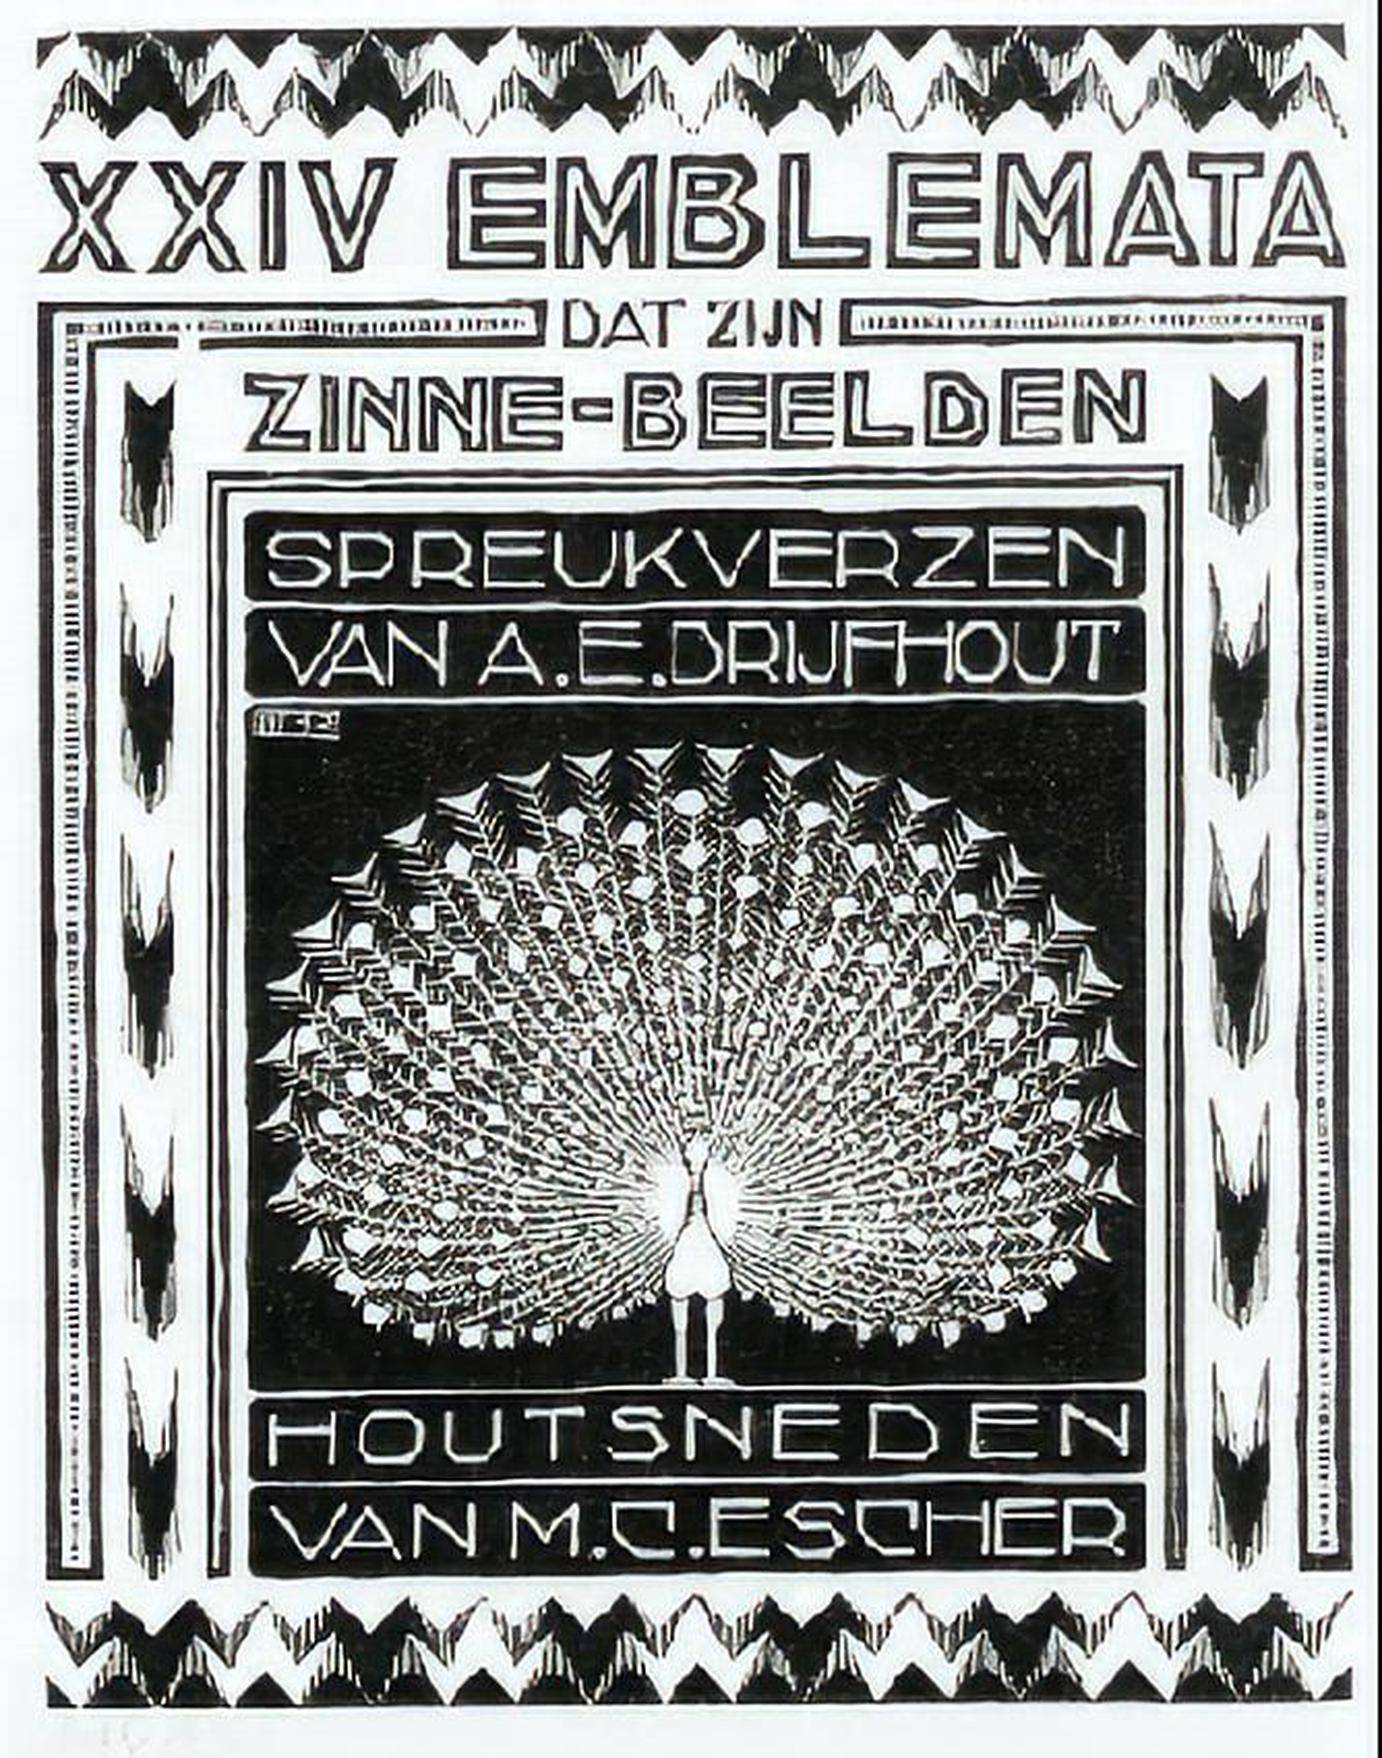 XXIV EMBLEMATA
DAT ZIJN
ZINNE-BEELDEN
SPREUKVERZEN
VAN A.E.DRIJFHOUT
HOUTSNEDEN
VAN M.C.ESCHER